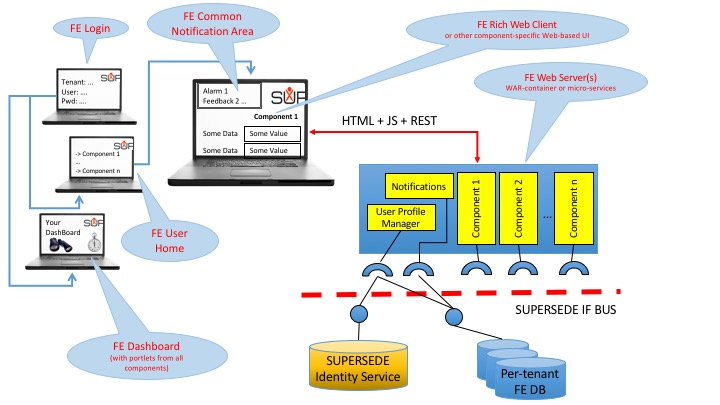 FE Login
FE Common
Notification Area
FE Rich Web Client
or other component-specific Web-based UI
FE Web Server(s)
WAR-container or micro-services
Tenant: ...
User: ....
Pwd: ....
SUP
Alarm 1
Feedback 2 ...
SUP
Component 1
Some Data
Some Value
Some Data
Some Value
HTML + JS + REST
SUP
-> Component 1
...
-> Component n
Your
DashBoard
SUP
FE User
Home
Notifications
User Profile
Manager
Component 1
Component 2
...
Component n
SUPERSEDE IF BUS
FE Dashboard
(with portlets from all
components)
SUPERSEDE
Identity Service
Per-tenant
FE DB